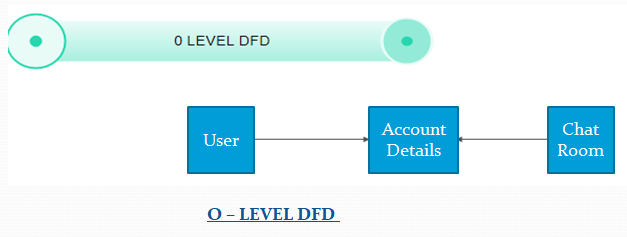 0 LEVEL DFD
User
Account
Details
Chat
Room
O – LEVEL DFD